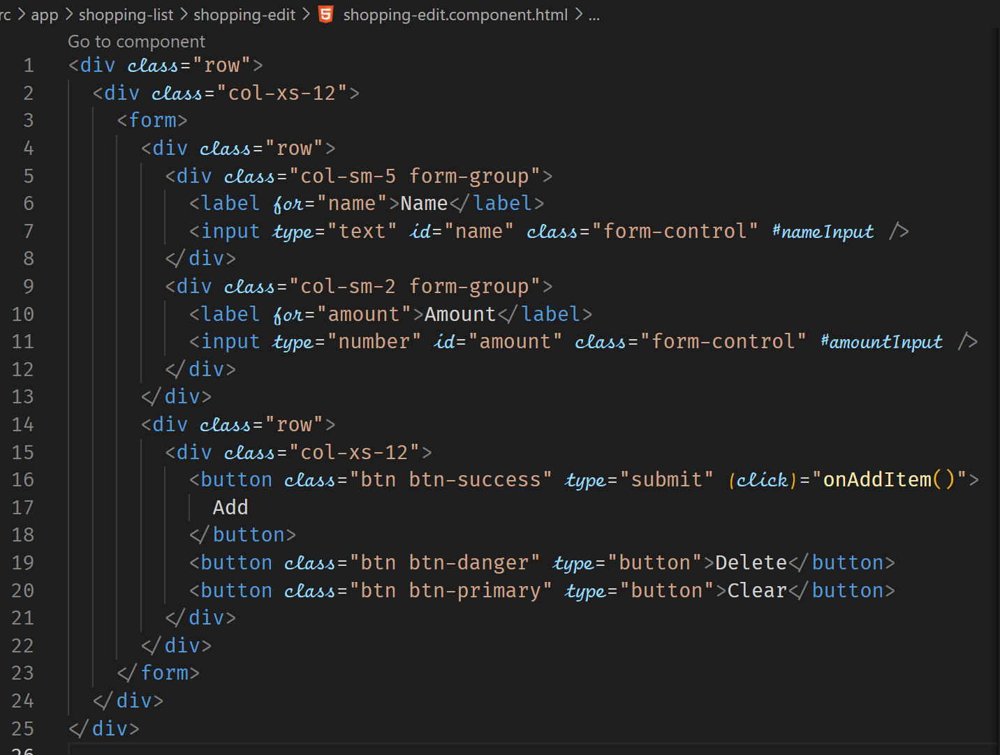 rc > app > shopping-list > shopping-edit > shopping-edit.component.html > ...
Go to component
1 <div class="row">
2 <div class="col-xs-12">
3 <form>
4 <div class="row">
5 <div class="col-sm-5 form-group">
6 <label for="name">Name</label>
7 <input type="text" id="name" class="form-control" #nameInput />
8 </div>
9 <div class="col-sm-2 form-group">
10 <label for="amount">Amount</label>
11 <input type="number" id="amount" class="form-control" #amountInput />
12 </div>
13 </div>
14 <div class="row">
15 <div class="col-xs-12">
16 <button class="btn btn-success" type="submit" (click)="onAddItem()">
17 Add
18 </button>
19 <button class="btn btn-danger" type="button">Delete</button>
20 <button class="btn btn-primary" type="button">Clear</button>
21 </div>
22 </div>
23 </form>
24 </div>
25 </div>
26